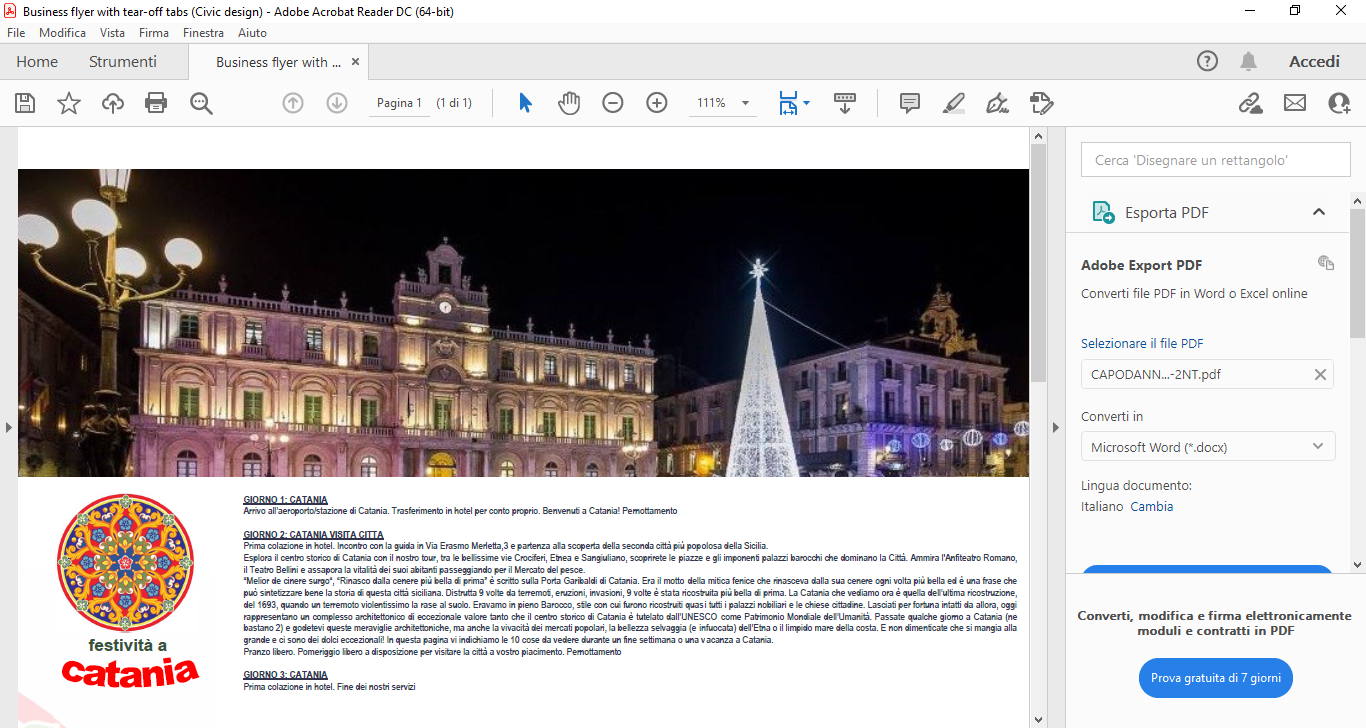 Business flyer with tear-off tabs (Civic design) - Adobe Acrobat Reader DC (64-bit)
File Modifica Vista Firma Finestra Aiuto
Home Strumenti Business flyer with ... × Accedi
Pagina 1 (1 di 1) 111%
Cerca 'Disegnare un rettangolo'
Esporta PDF
Adobe Export PDF
Converti file PDF in Word o Excel online
Selezionare il file PDF
CAPODANN...-2NT.pdf
Converti in
Microsoft Word (*.docx)
Lingua documento:
Italiano Cambia
Converti, modifica e firma elettronicamente
moduli e contratti in PDF
Prova gratuita di 7 giorni
festività a
catania
GIORNO 1: CATANIA
Arrivo all'aeroporto/stazione di Catania. Trasferimento in hotel per conto proprio. Benvenuti a Catania! Pernottamento
GIORNO 2: CATANIA VISITA CITTA
Prima colazione in hotel. Incontro con la guida in Via Erasmo Merletta,3 e partenza alla scoperta della seconda città più popolosa della Sicilia.
Esplora il centro storico di Catania con il nostro tour, tra le bellissime vie Crociferi, Etnea e Sangiuliano, scoprirete le piazze e gli imponenti palazzi barocchi che dominano la Città. Ammira l'Anfiteatro Romano,
il Teatro Bellini e assapora la vitalità dei suoi abitanti passeggiando per il Mercato del pesce.
"Melior de cinere surgo", "Rinasco dalla cenere più bella di prima" è scritto sulla Porta Garibaldi di Catania. Era il motto della mitica fenice che rinasceva dalla sua cenere ogni volta più bella ed è una frase che
può sintetizzare bene la storia di questa città siciliana. Distrutta 9 volte da terremoti, eruzioni, invasioni, 9 volte è stata ricostruita più bella di prima. La Catania che vediamo ora è quella dell'ultima ricostruzione,
del 1693, quando un terremoto violentissimo la rase al suolo. Eravamo in pieno Barocco, stile con cui furono ricostruiti quasi tutti i palazzi nobiliari e le chiese cittadine. Lasciati per fortuna intatti da allora, oggi
rappresentano un complesso architettonico di eccezionale valore tanto che il centro storico di Catania è tutelato dall'UNESCO come Patrimonio Mondiale dell'Umanità. Passate qualche giorno a Catania (ne
bastano 2) e godetevi queste meraviglie architettoniche, ma anche la vivacità dei mercati popolari, la bellezza selvaggia (e infuocata) dell'Etna o il limpido mare della costa. E non dimenticate che si mangia alla
grande e ci sono dei dolci eccezionali! In questa pagina vi indichiamo le 10 cose da vedere durante un fine settimana o una vacanza a Catania.
Pranzo libero. Pomeriggio libero a disposizione per visitare la città a vostro piacimento. Pernottamento
GIORNO 3: CATANIA
Prima colazione in hotel. Fine dei nostri servizi